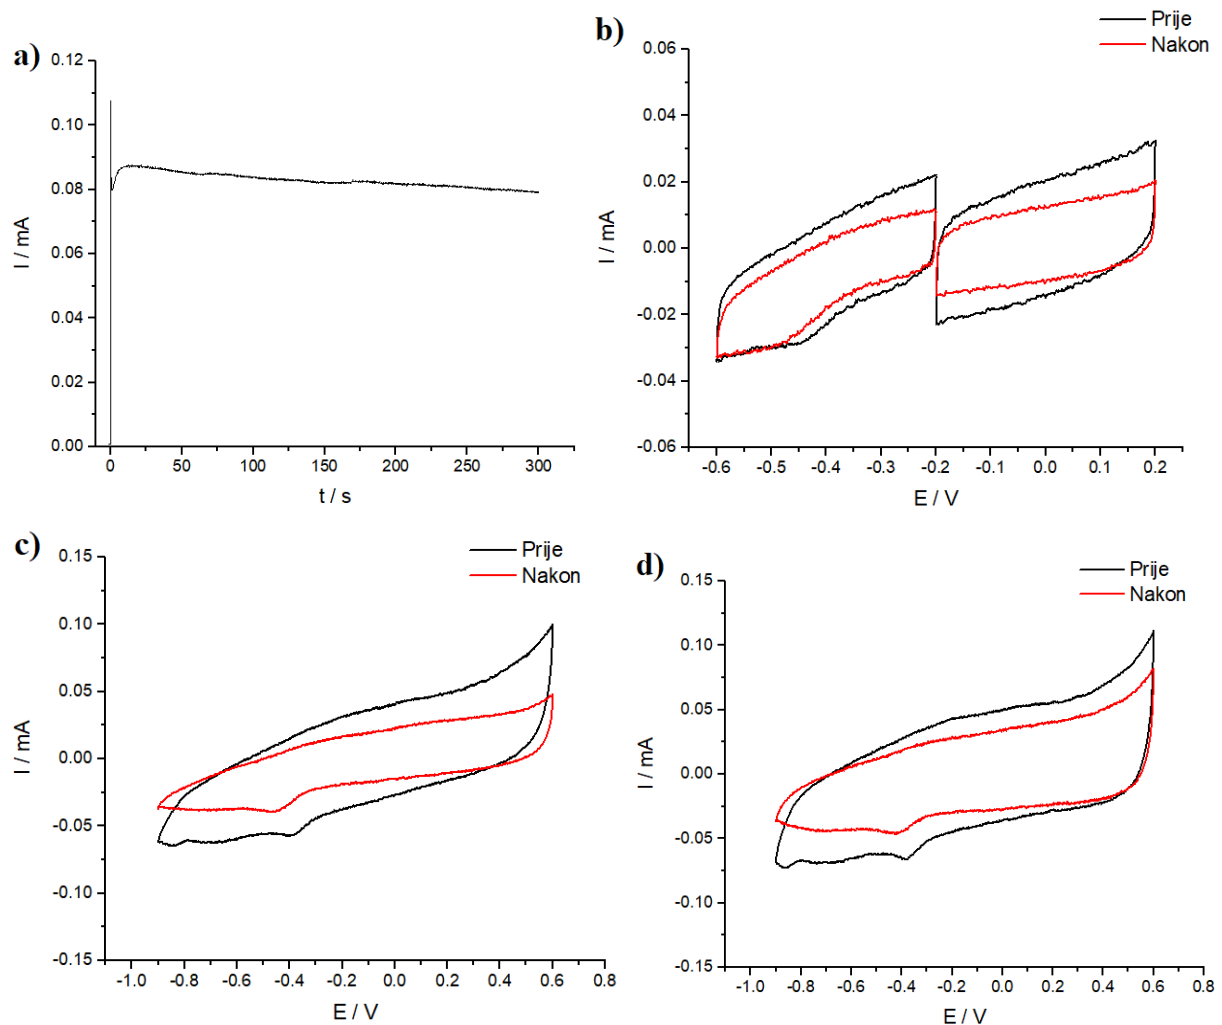 a)
0.12
0.10
0.08
0.06
0.04
0.02
0.00
I / mA
0 50 100 150 200 250 300
t / s
b)
Prije
Nakon
0.06
0.04
0.02
0.00
-0.02
-0.04
-0.06
I / mA
-0.6 -0.5 -0.4 -0.3 -0.2 -0.1 0.0 0.1 0.2
E / V
c)
Prije
Nakon
0.15
0.10
0.05
0.00
-0.05
-0.10
-0.15
I / mA
-1.0 -0.8 -0.6 -0.4 -0.2 0.0 0.2 0.4 0.6 0.8
E / V
d)
Prije
Nakon
0.15
0.10
0.05
0.00
-0.05
-0.10
-0.15
I / mA
-1.0 -0.8 -0.6 -0.4 -0.2 0.0 0.2 0.4 0.6 0.8
E / V